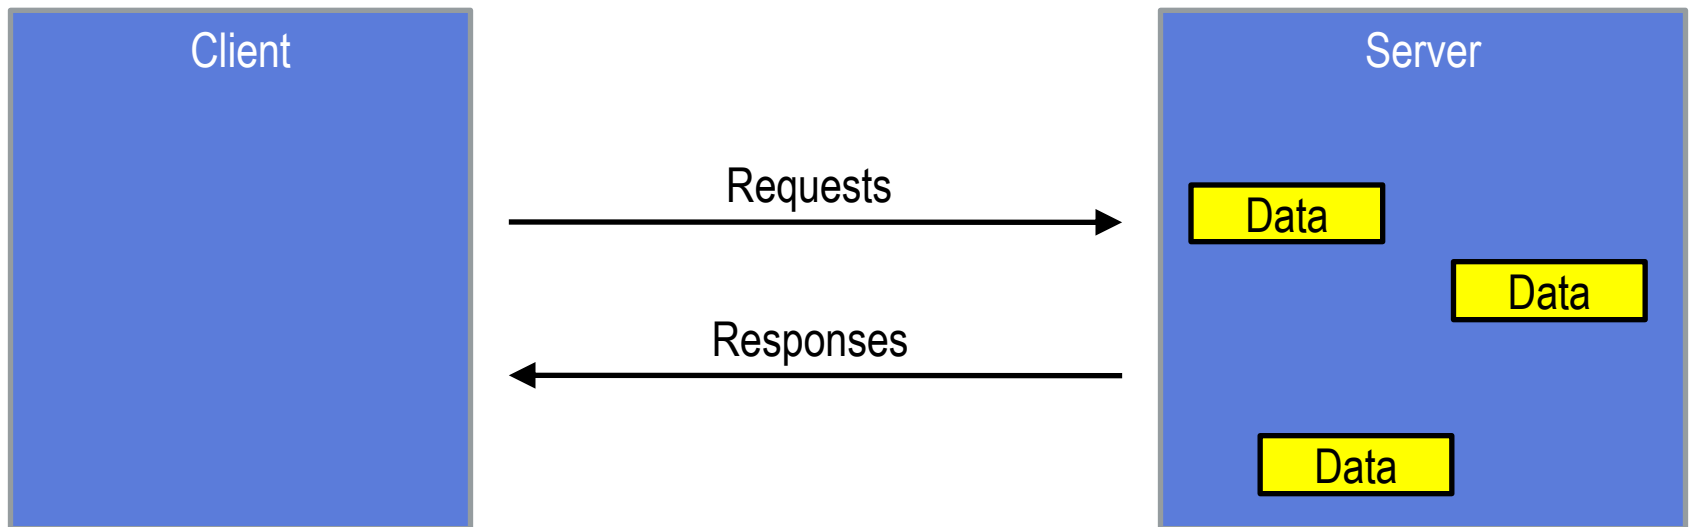 Client
Server
Requests
Data
Data
Responses
Data